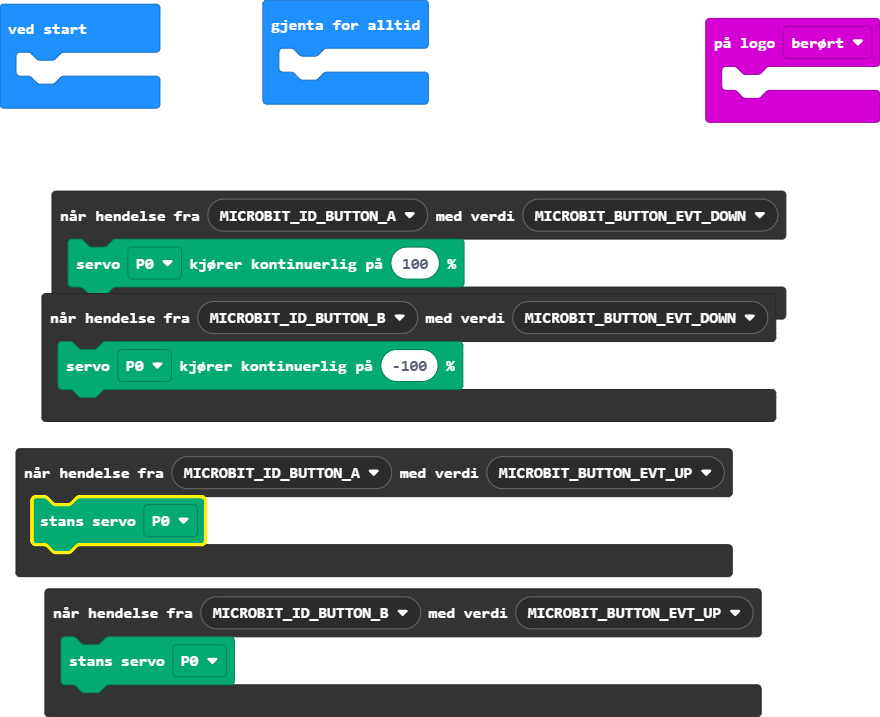 ved start
gjenta for alltid
på logo berørt
når hendelse fra MICROBIT_ID_BUTTON_A med verdi MICROBIT_BUTTON_EVT_DOWN
servo P0 kjører kontinuerlig på 100 %
når hendelse fra MICROBIT_ID_BUTTON_B med verdi MICROBIT_BUTTON_EVT_DOWN
servo P0 kjører kontinuerlig på -100 %
når hendelse fra MICROBIT_ID_BUTTON_A med verdi MICROBIT_BUTTON_EVT_UP
stans servo P0
når hendelse fra MICROBIT_ID_BUTTON_B med verdi MICROBIT_BUTTON_EVT_UP
stans servo P0